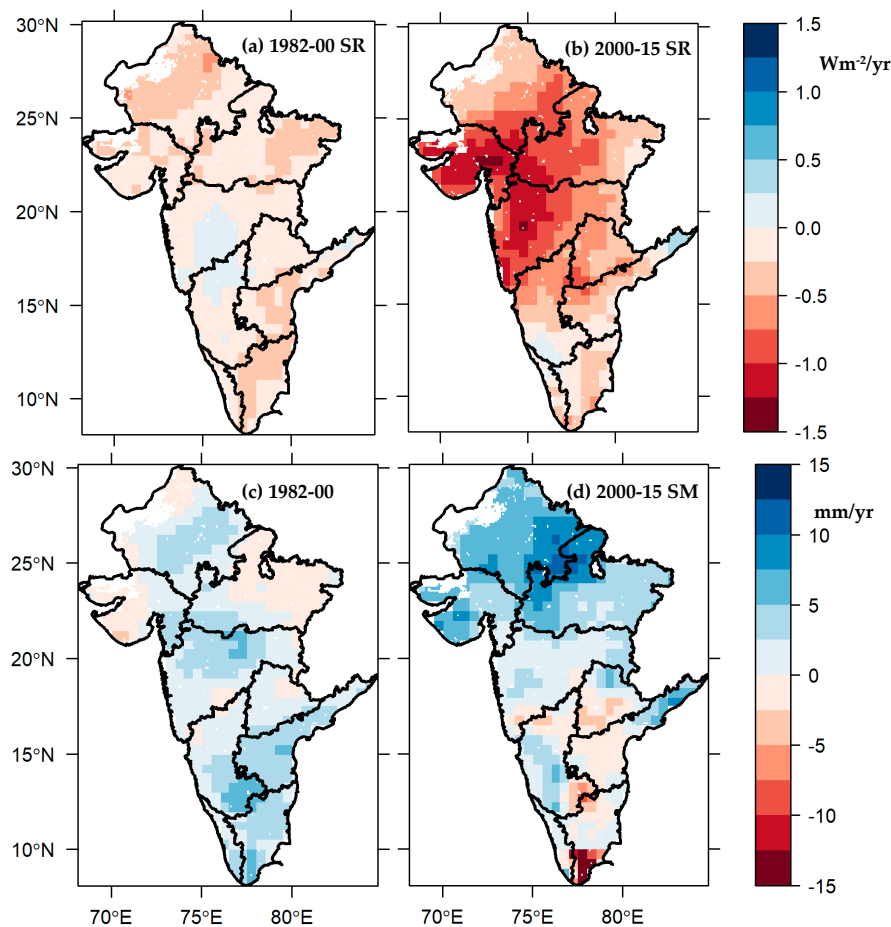 (a) 1982-00 SR
(b) 2000-15 SR
30°N
25°N
20°N
15°N
10°N
1.5
Wm⁻²/yr
1.0
0.5
0.0
-0.5
-1.0
-1.5
(c) 1982-00
(d) 2000-15 SM
30°N
25°N
20°N
15°N
10°N
15
mm/yr
10
5
0
-5
-10
-15
70°E 75°E 80°E
70°E 75°E 80°E